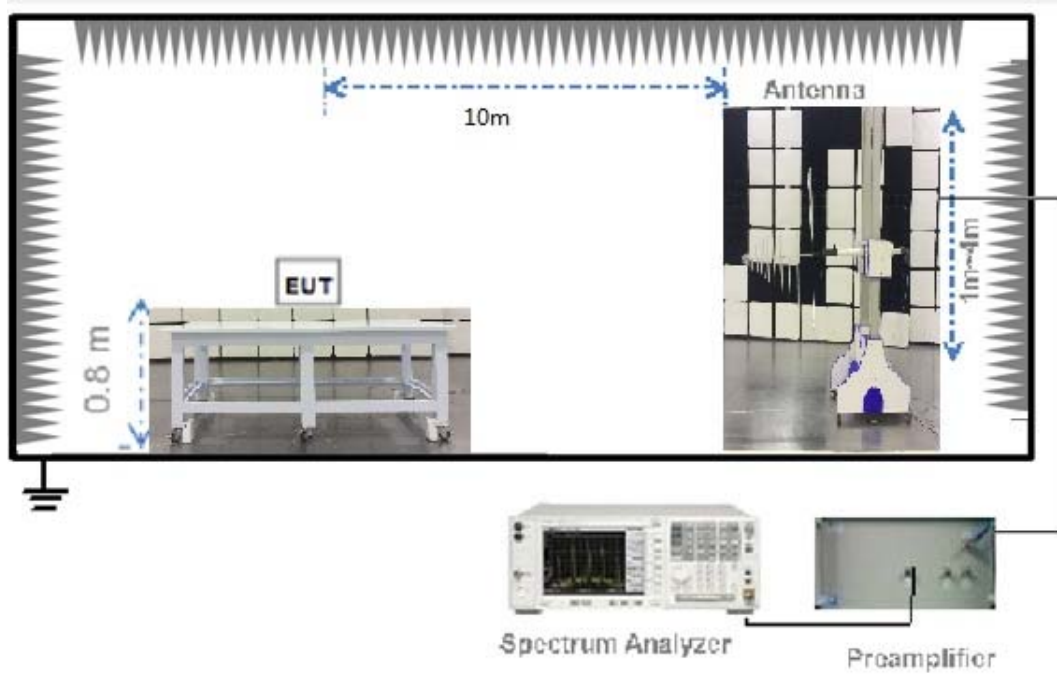 10m
Antenna
1m~4m
EUT
0.8 m
Spectrum Analyzer
Preamplifier